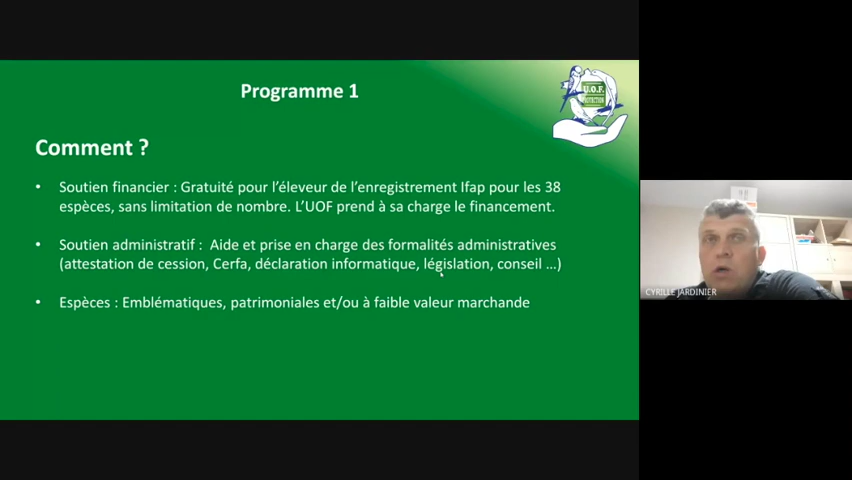 Programme 1
U.O.F.
PROTECTION
Comment ?
• Soutien financier : Gratuité pour l'éleveur de l'enregistrement Ifap pour les 38
espèces, sans limitation de nombre. L'UOF prend à sa charge le financement.
• Soutien administratif :  Aide et prise en charge des formalités administratives
(attestation de cession, Cerfa, déclaration informatique, législation, conseil ...)
• Espèces : Emblématiques, patrimoniales et/ou à faible valeur marchande
CYRILLE JARDINIER